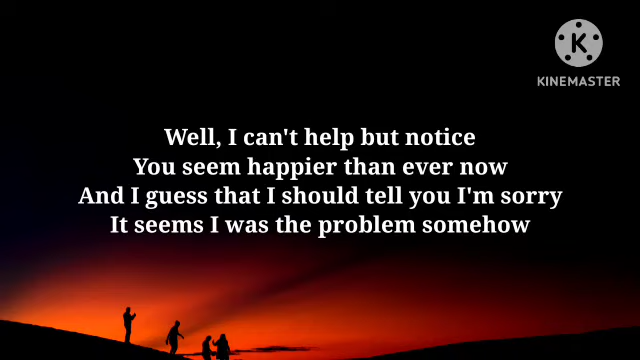 K
KINEMASTER
Well, I can't help but notice
You seem happier than ever now
And I guess that I should tell you I'm sorry
It seems I was the problem somehow